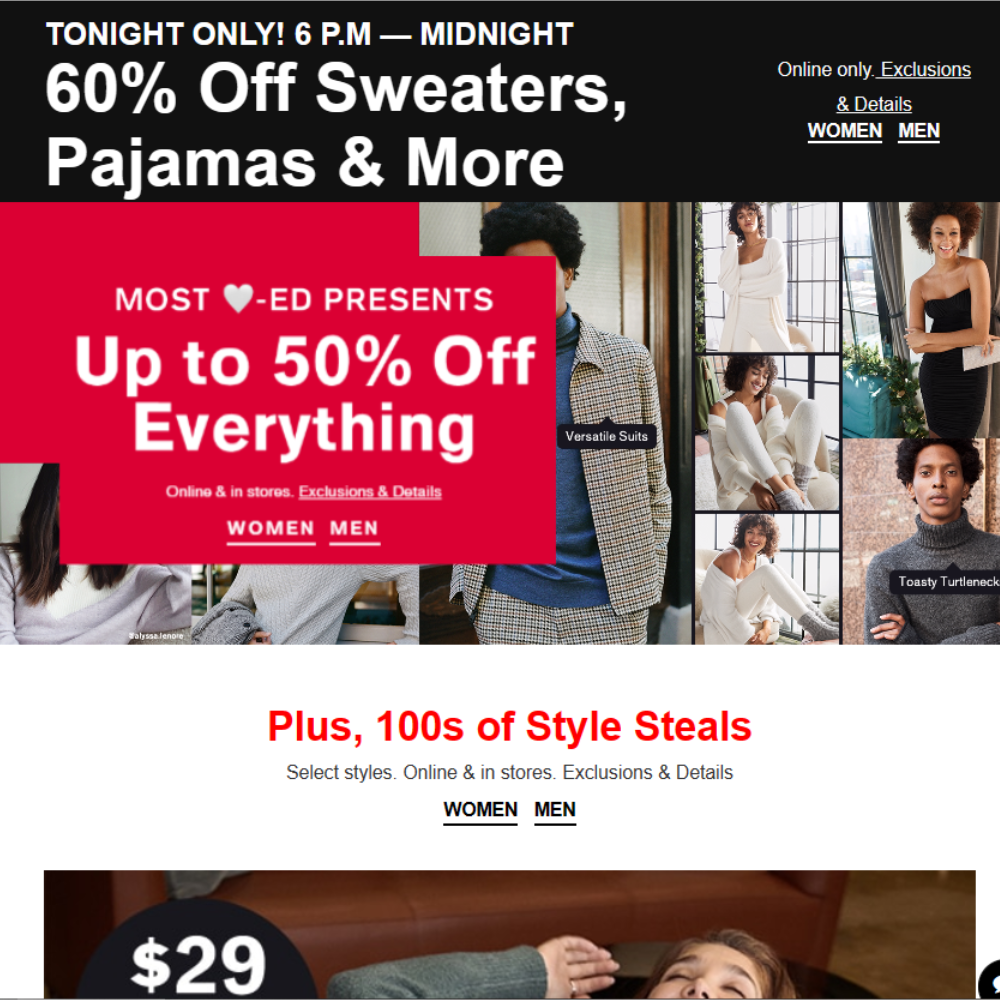 TONIGHT ONLY! 6 P.M — MIDNIGHT
60% Off Sweaters,
Pajamas & More
Online only. Exclusions
& Details
WOMEN MEN
MOST 🤍-ED PRESENTS
Up to 50% Off
Everything
Online & in stores. Exclusions & Details
WOMEN MEN
Versatile Suits
Toasty Turtleneck
@alyssa.lenore
Plus, 100s of Style Steals
Select styles. Online & in stores. Exclusions & Details
WOMEN MEN
$29